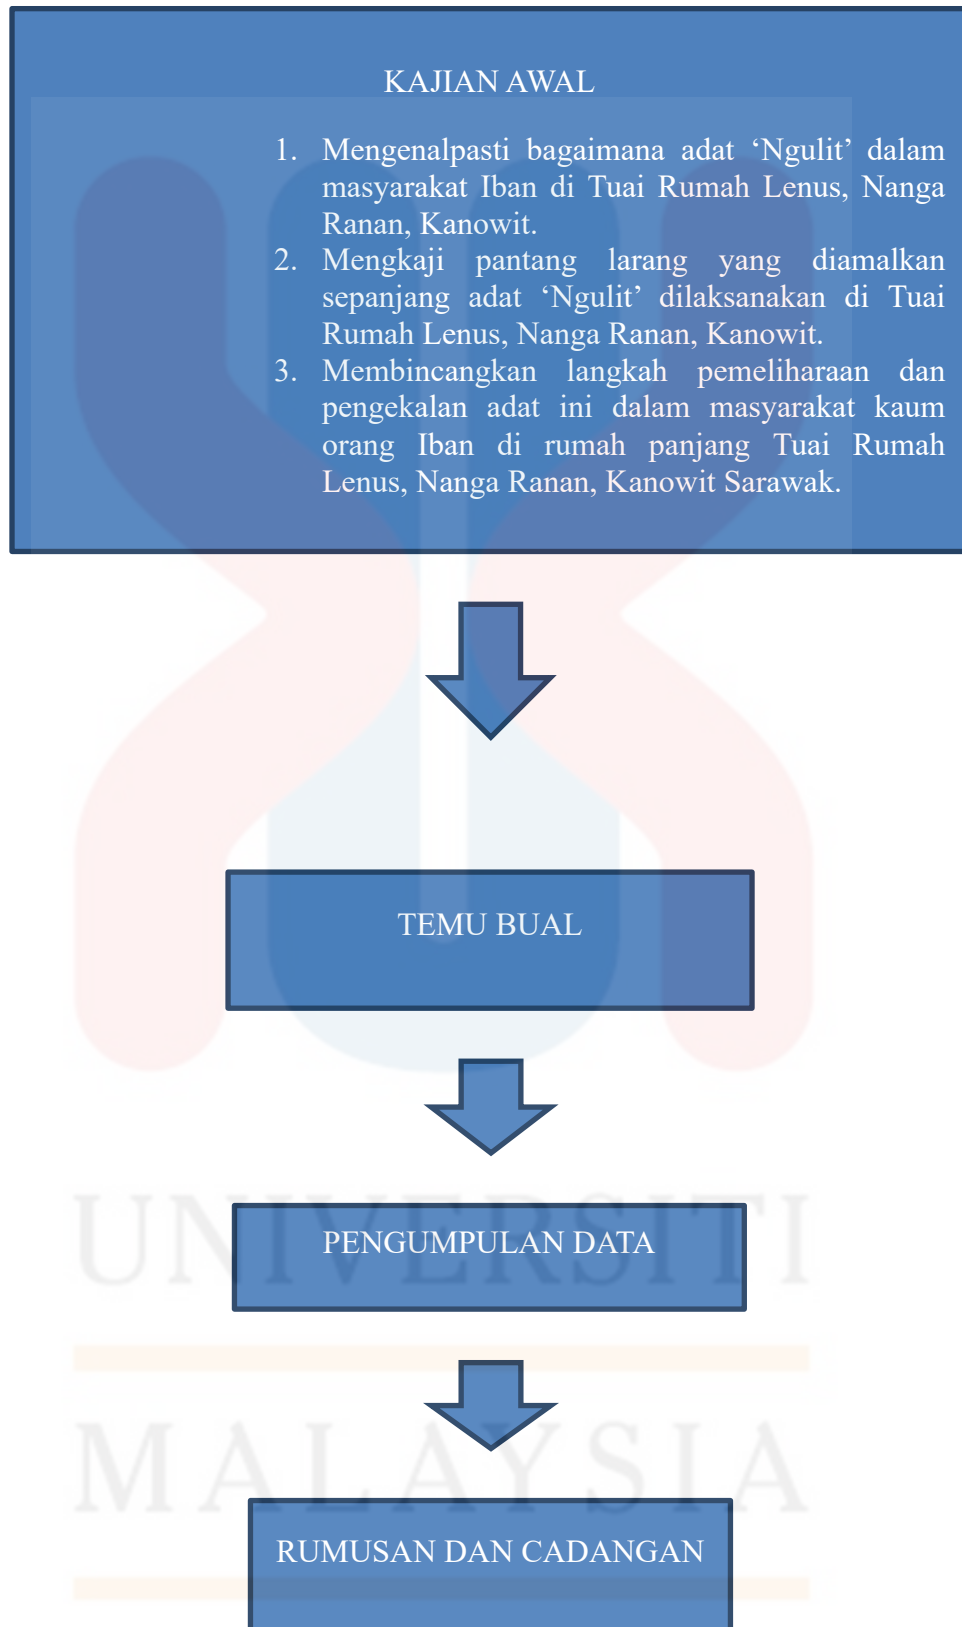 KAJIAN AWAL
1. Mengenalpasti bagaimana adat ‘Ngulit’ dalam
masyarakat Iban di Tuai Rumah Lenus, Nanga
Ranan, Kanowit.
2. Mengkaji pantang larang yang diamalkan
sepanjang adat ‘Ngulit’ dilaksanakan di Tuai
Rumah Lenus, Nanga Ranan, Kanowit.
3. Membincangkan langkah pemeliharaan dan
pengekalan adat ini dalam masyarakat kaum
orang Iban di rumah panjang Tuai Rumah
Lenus, Nanga Ranan, Kanowit Sarawak.
TEMU BUAL
UNIVERSITI
PENGUMPULAN DATA
MALAYSIA
RUMUSAN DAN CADANGAN